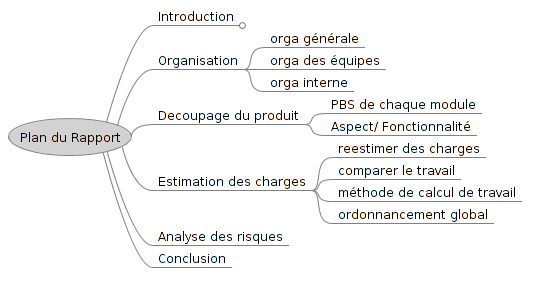 Plan du Rapport
Introduction
Organisation
orga générale
orga des équipes
orga interne
Decoupage du produit
PBS de chaque module
Aspect/ Fonctionnalité
Estimation des charges
reestimer des charges
comparer le travail
méthode de calcul de travail
ordonnancement global
Analyse des risques
Conclusion